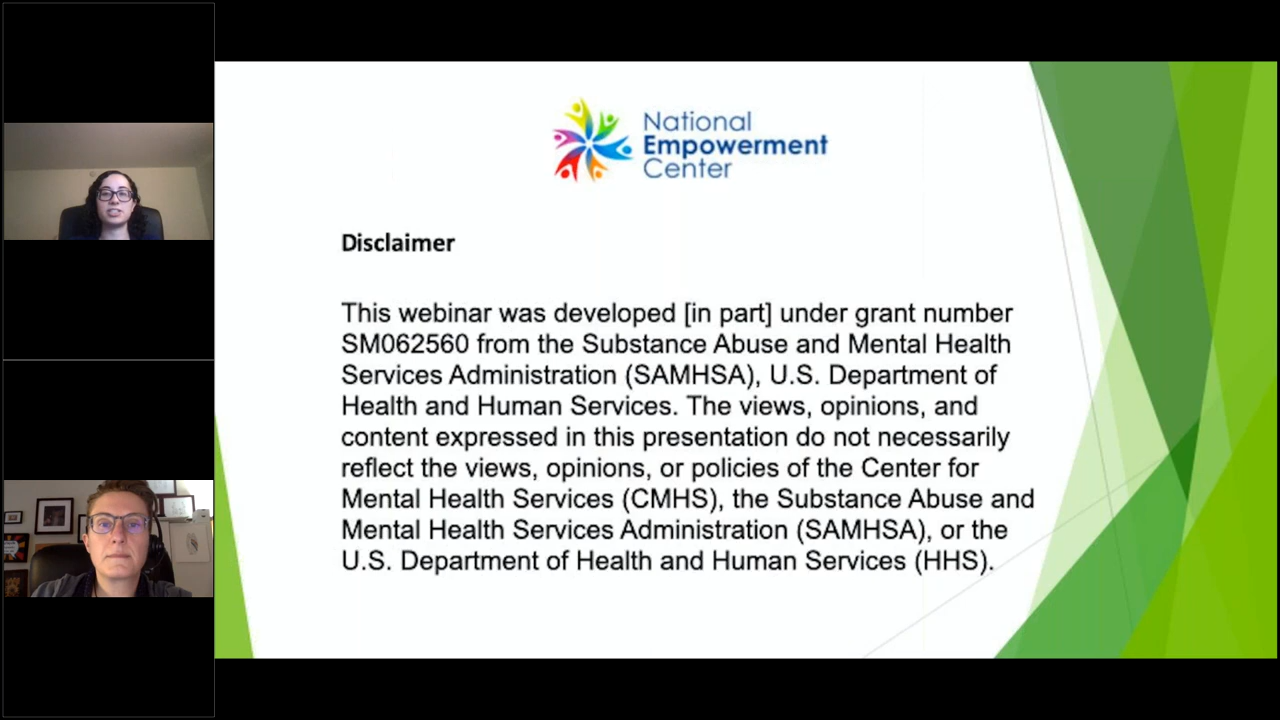 National
Empowerment
Center
Disclaimer
This webinar was developed [in part] under grant number
SM062560 from the Substance Abuse and Mental Health
Services Administration (SAMHSA), U.S. Department of
Health and Human Services. The views, opinions, and
content expressed in this presentation do not necessarily
reflect the views, opinions, or policies of the Center for
Mental Health Services (CMHS), the Substance Abuse and
Mental Health Services Administration (SAMHSA), or the
U.S. Department of Health and Human Services (HHS).